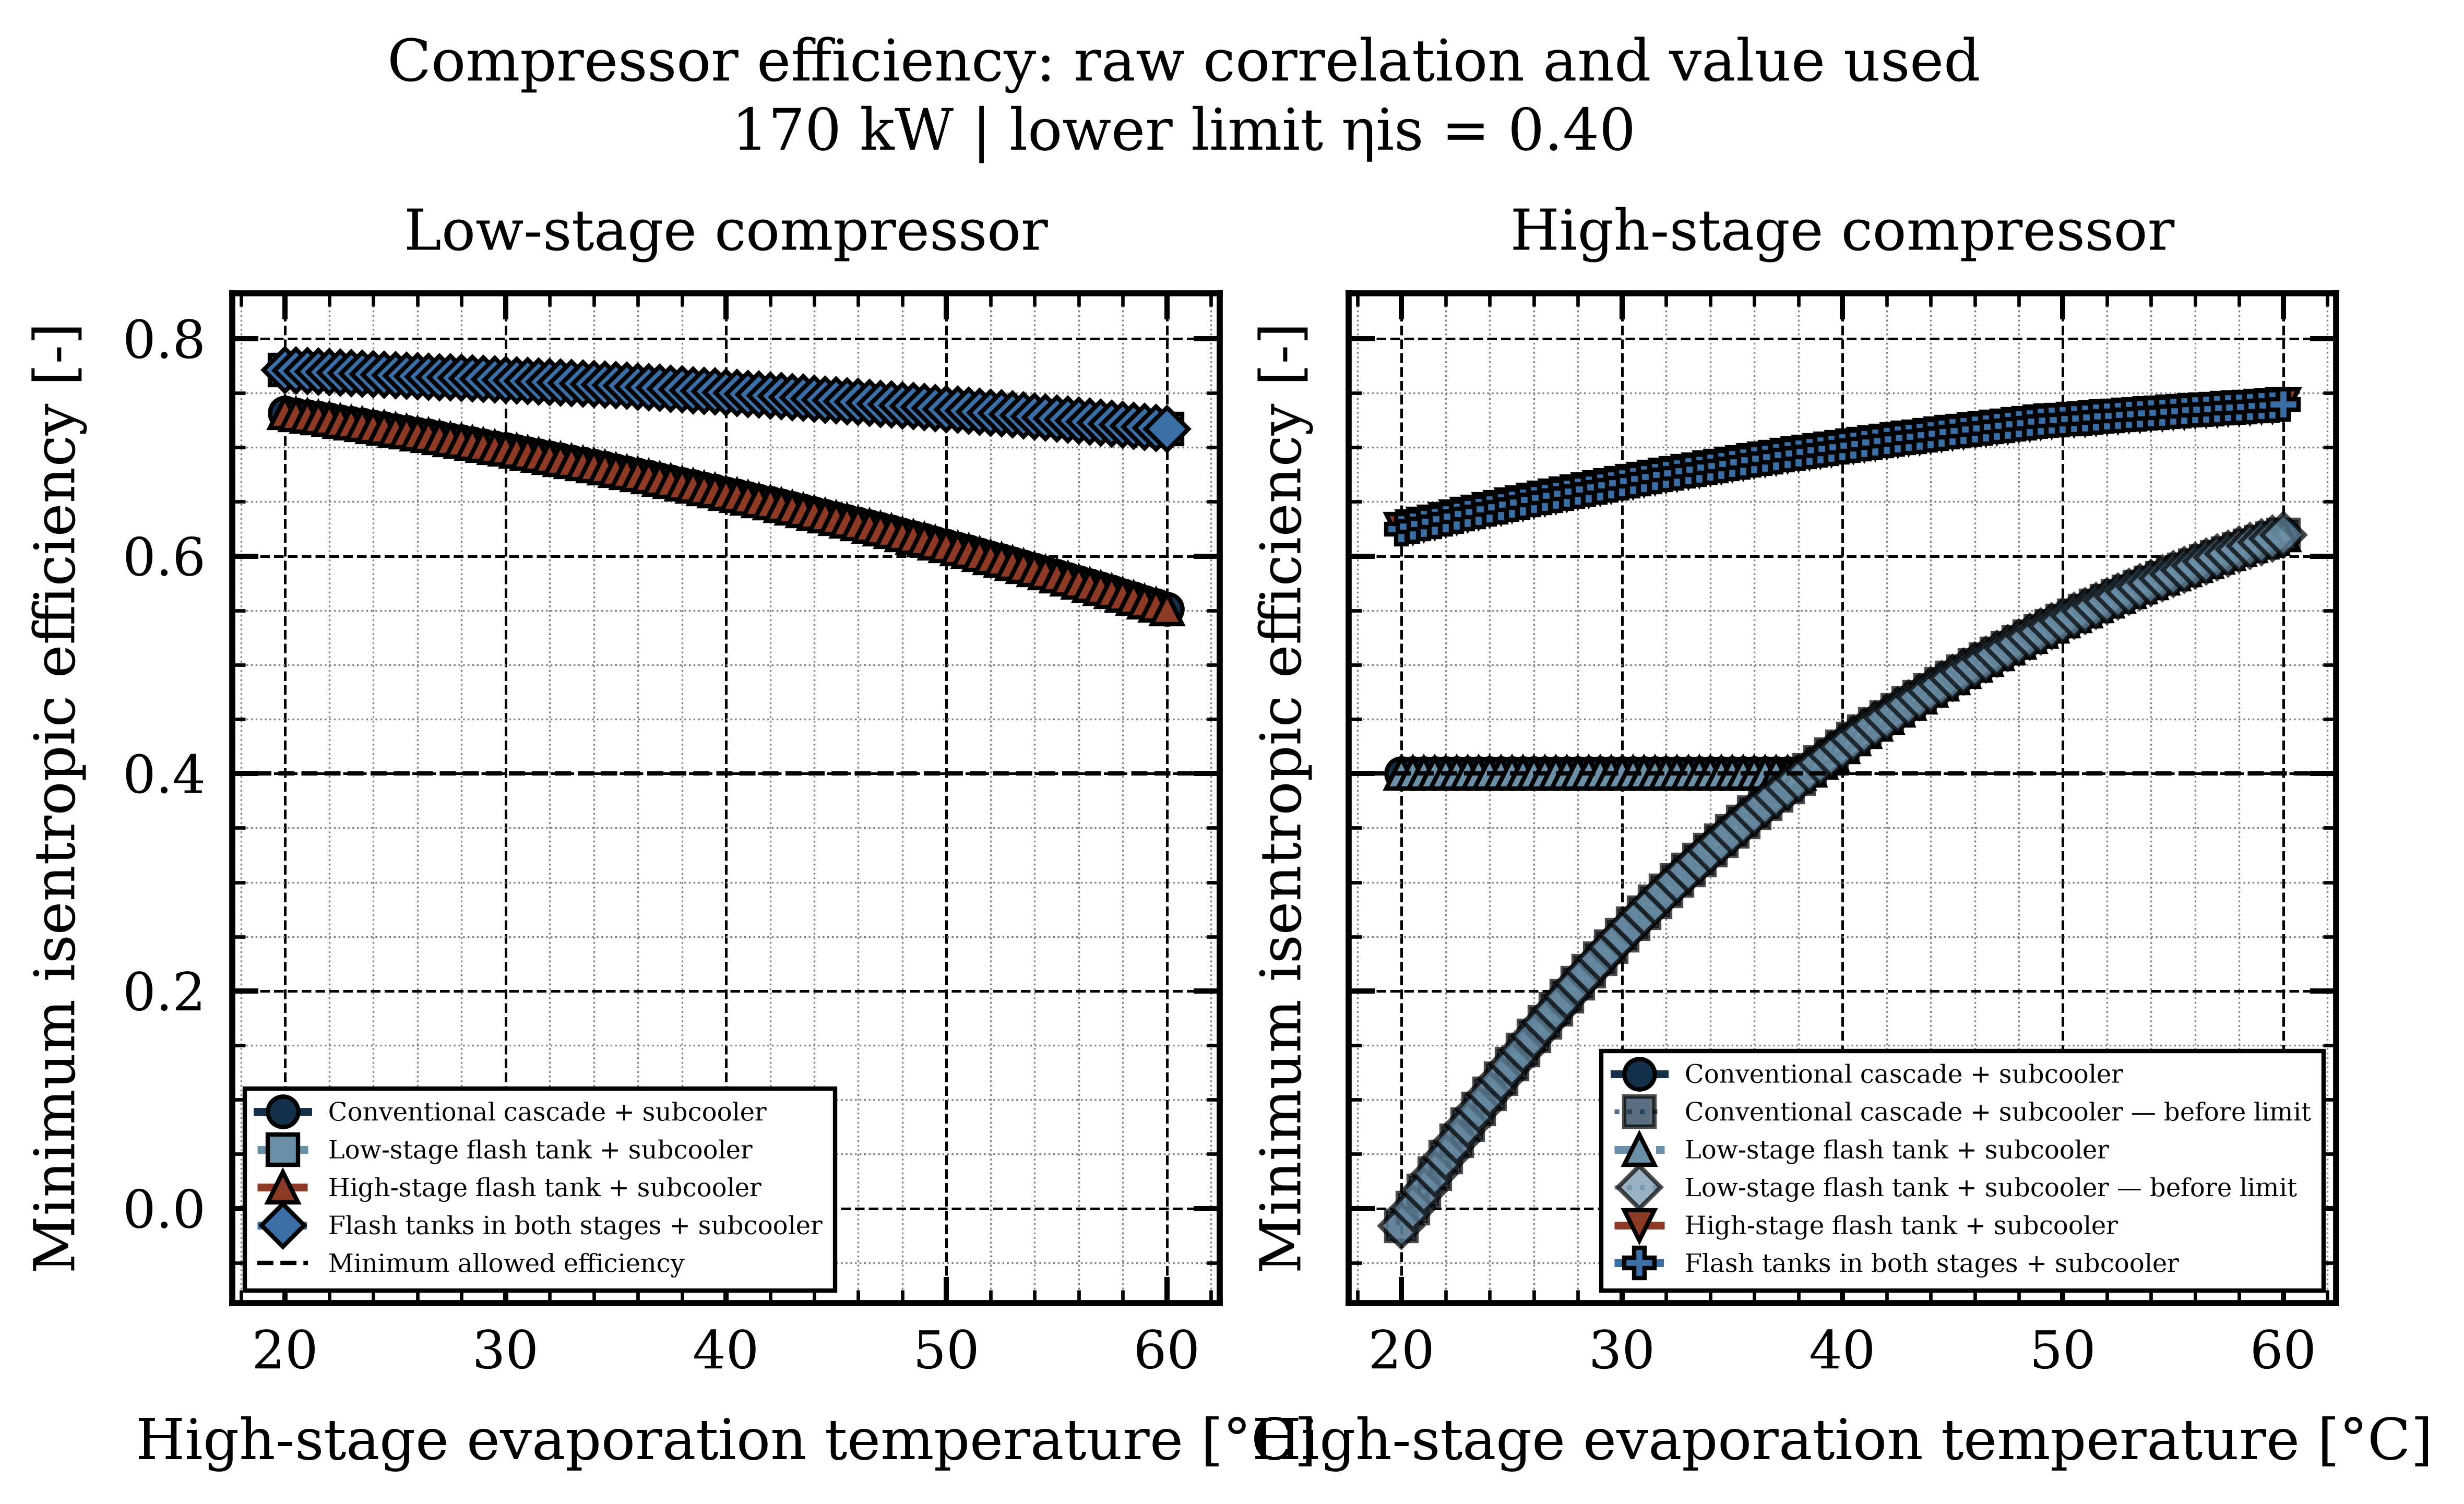 Compressor efficiency: raw correlation and value used
170 kW | lower limit ηis = 0.40
Low-stage compressor
High-stage compressor
Minimum isentropic efficiency [-]
0.8
0.6
0.4
0.2
0.0
Conventional cascade + subcooler
Low-stage flash tank + subcooler
High-stage flash tank + subcooler
Flash tanks in both stages + subcooler
Minimum allowed efficiency
20 30 40 50 60
High-stage evaporation temperature [°C]
Minimum isentropic efficiency [-]
Conventional cascade + subcooler
Conventional cascade + subcooler — before limit
Low-stage flash tank + subcooler
Low-stage flash tank + subcooler — before limit
High-stage flash tank + subcooler
Flash tanks in both stages + subcooler
20 30 40 50 60
High-stage evaporation temperature [°C]